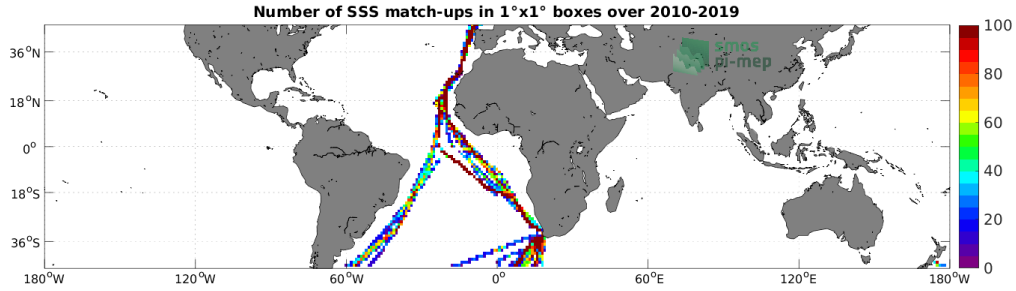 Number of SSS match-ups in 1°x1° boxes over 2010-2019
36°N
18°N
0°
18°S
36°S
180°W
120°W
60°W
0°
60°E
120°E
180°W
smos
pi-mep
100
80
60
40
20
0